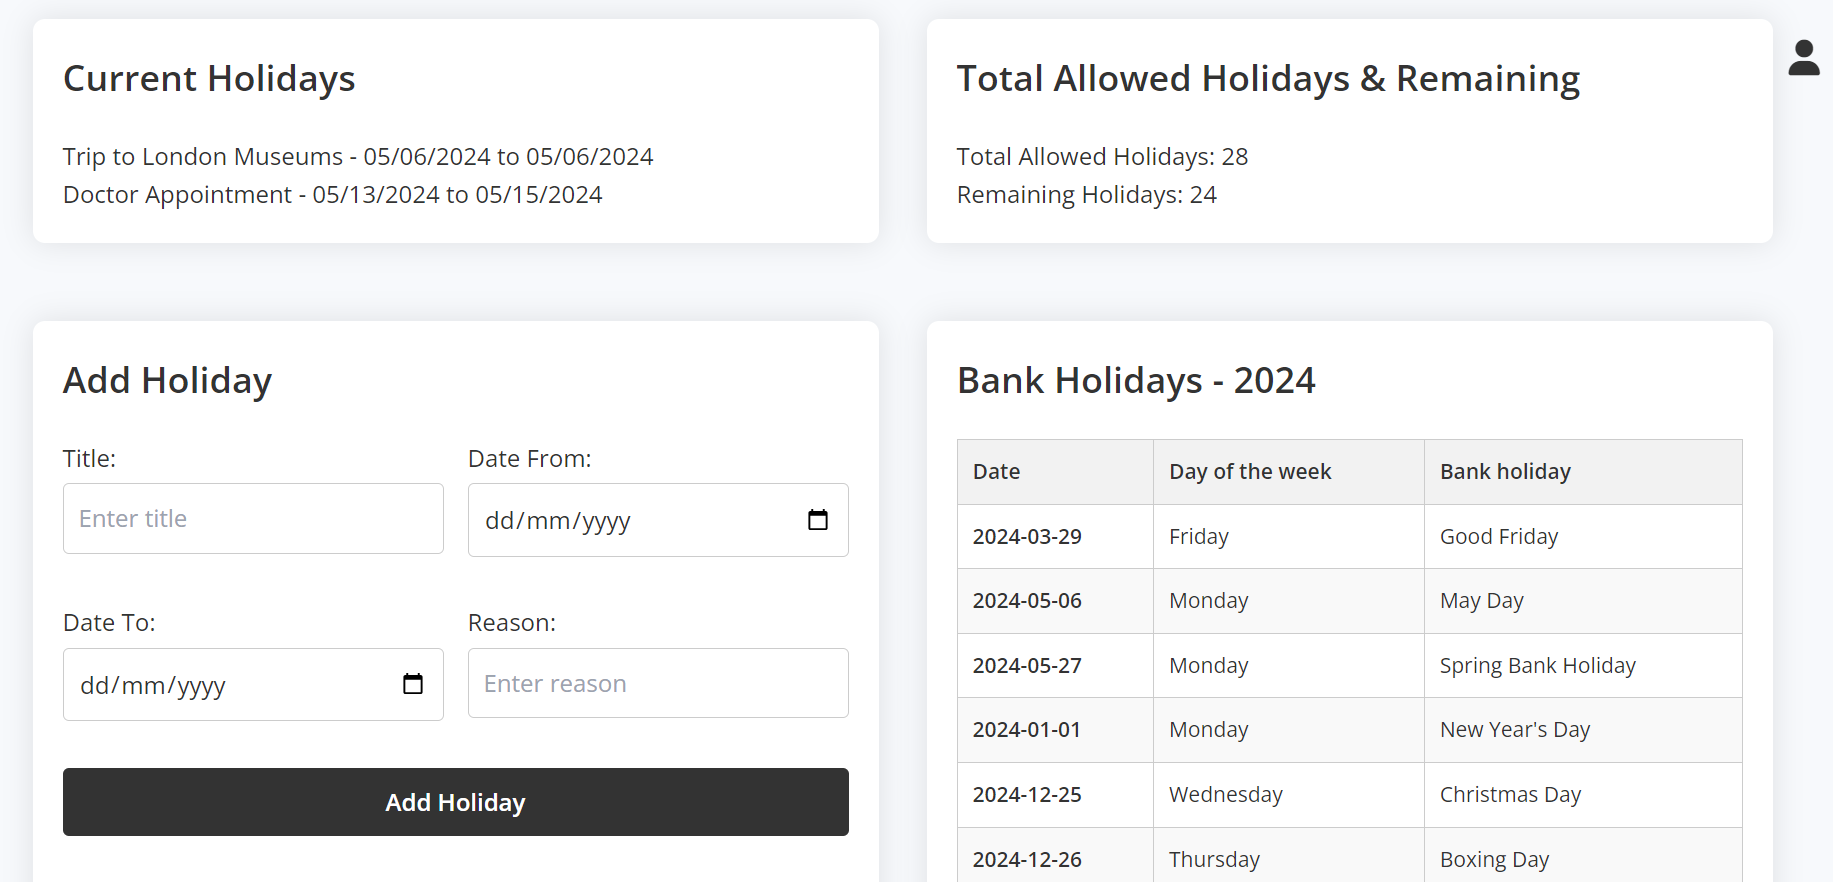 Current Holidays
Trip to London Museums - 05/06/2024 to 05/06/2024
Doctor Appointment - 05/13/2024 to 05/15/2024
Total Allowed Holidays & Remaining
Total Allowed Holidays: 28
Remaining Holidays: 24
Add Holiday
Title:
Enter title
Date From:
dd/mm/yyyy
Date To:
dd/mm/yyyy
Reason:
Enter reason
Add Holiday
Bank Holidays - 2024
Date Day of the week Bank holiday
2024-03-29 Friday Good Friday
2024-05-06 Monday May Day
2024-05-27 Monday Spring Bank Holiday
2024-01-01 Monday New Year's Day
2024-12-25 Wednesday Christmas Day
2024-12-26 Thursday Boxing Day